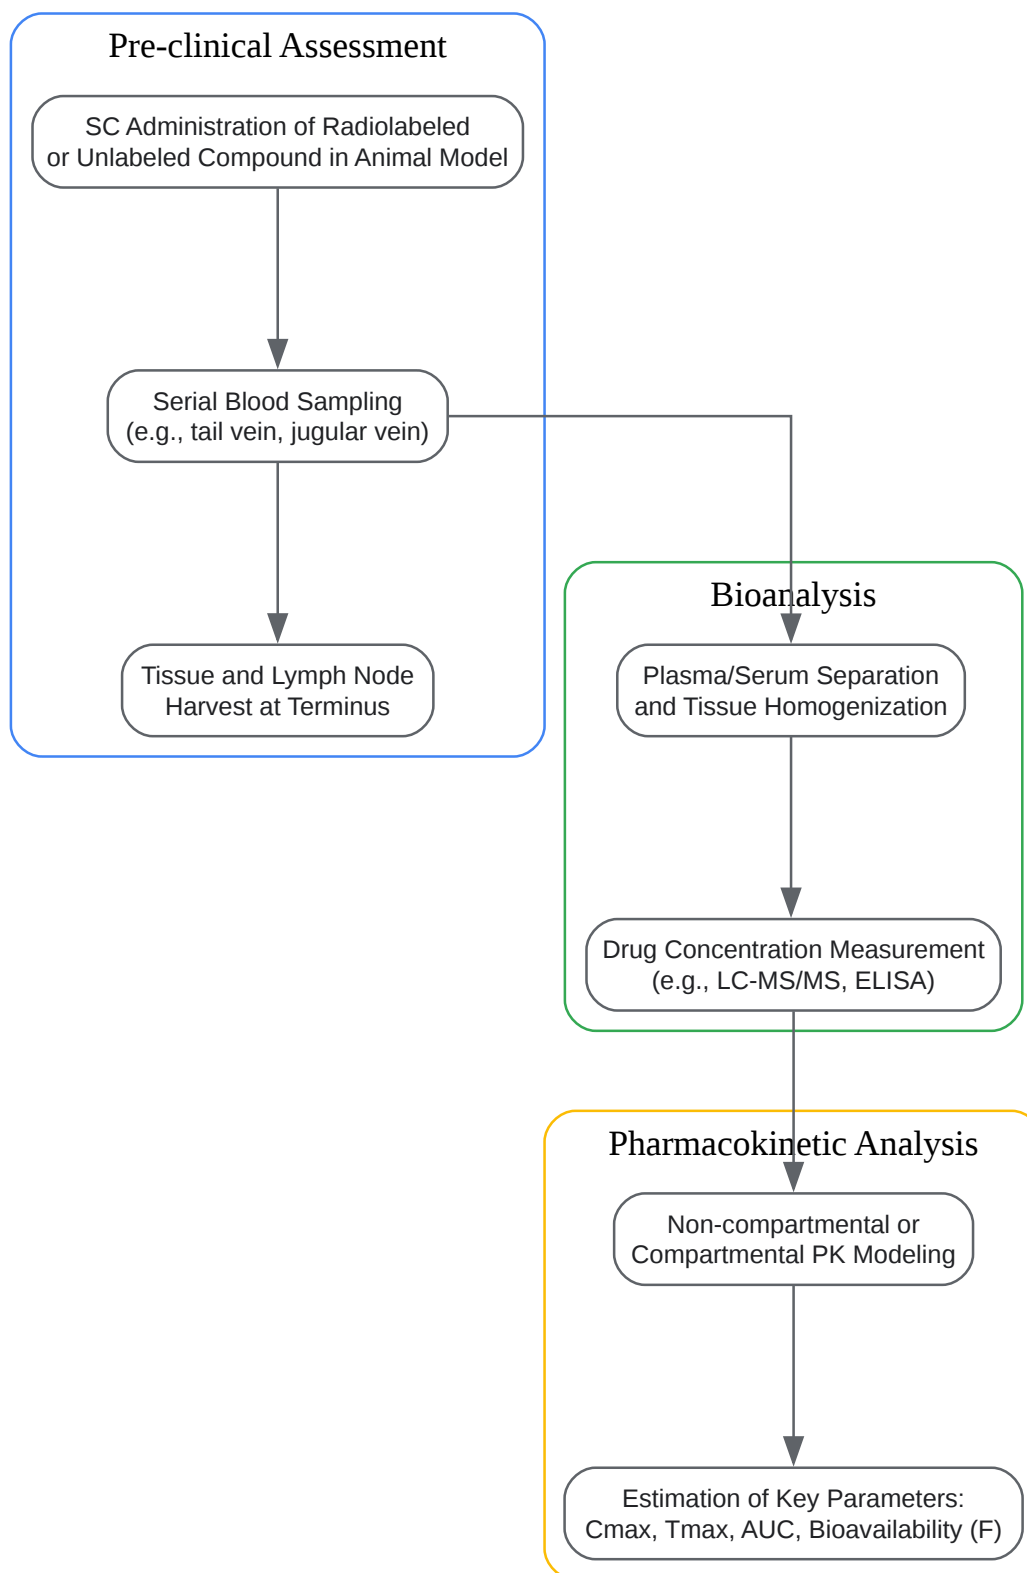 Pre-clinical Assessment
SC Administration of Radiolabeled
or Unlabeled Compound in Animal Model
Serial Blood Sampling
(e.g., tail vein, jugular vein)
Tissue and Lymph Node
Harvest at Terminus
Bioanalysis
Plasma/Serum Separation
and Tissue Homogenization
Drug Concentration Measurement
(e.g., LC-MS/MS, ELISA)
Pharmacokinetic Analysis
Non-compartmental or
Compartmental PK Modeling
Estimation of Key Parameters:
Cmax, Tmax, AUC, Bioavailability (F)